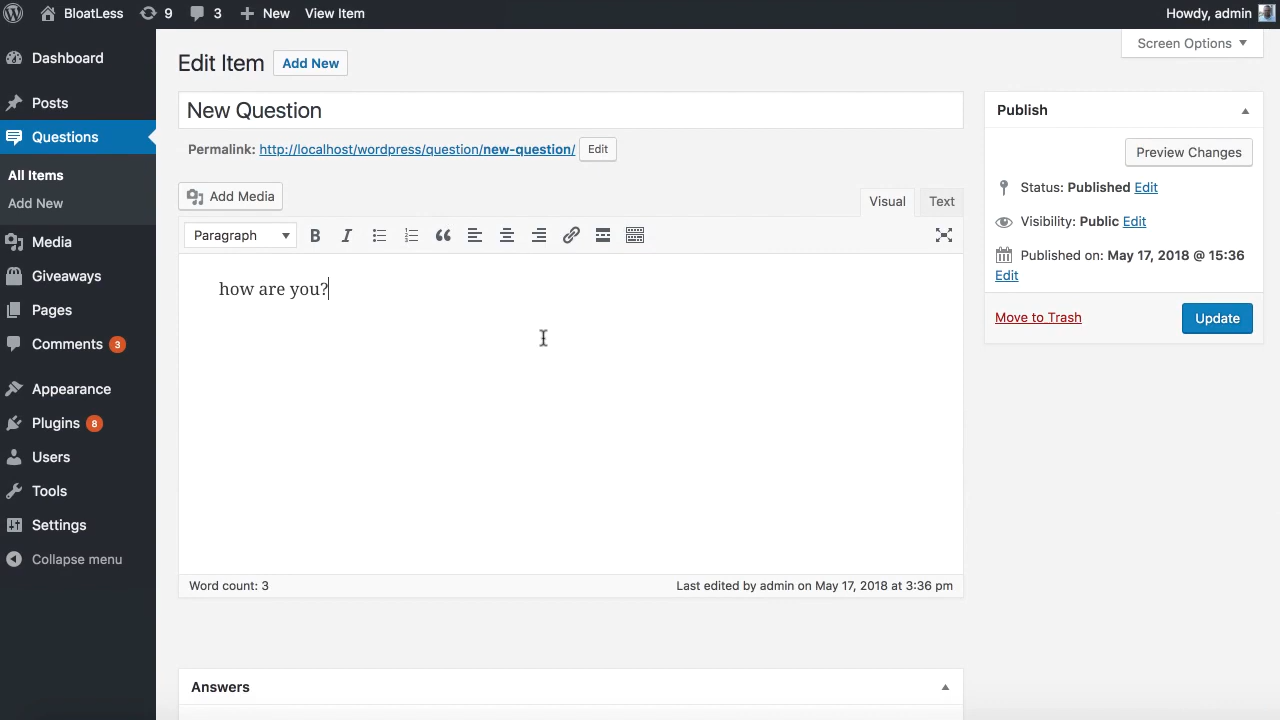 BloatLess 9 3 New View Item Howdy, admin
Screen Options
Dashboard
Posts
Questions
All Items
Add New
Media
Giveaways
Pages
Comments 3
Appearance
Plugins 8
Users
Tools
Settings
Collapse menu
Edit Item Add New
New Question
Permalink: http://localhost/wordpress/question/new-question/ Edit
Add Media
Visual Text
Paragraph B I
how are you?
Word count: 3 Last edited by admin on May 17, 2018 at 3:36 pm
Answers
Publish
Preview Changes
Status: Published Edit
Visibility: Public Edit
Published on: May 17, 2018 @ 15:36
Edit
Move to Trash Update